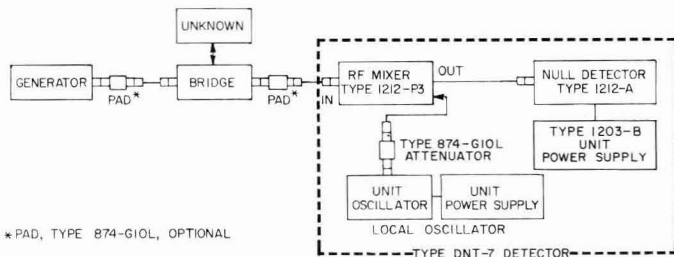 UNKNOWN
GENERATOR
PAD*
BRIDGE
PAD*
IN
RF MIXER
TYPE 1212-P3
OUT
NULL DETECTOR
TYPE 1212-A
TYPE 1203-B
UNIT
POWER SUPPLY
TYPE 874-G10L
ATTENUATOR
UNIT
OSCILLATOR
UNIT
POWER SUPPLY
LOCAL OSCILLATOR
* PAD, TYPE 874-G10L, OPTIONAL
TYPE DNT-7 DETECTOR